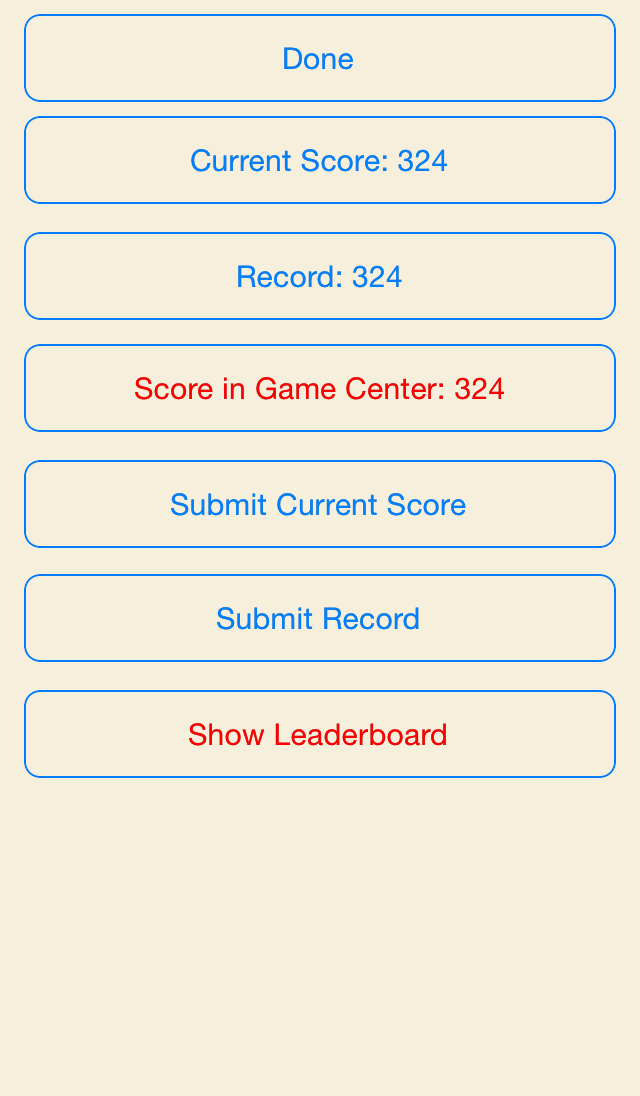 Done
Current Score: 324
Record: 324
Score in Game Center: 324
Submit Current Score
Submit Record
Show Leaderboard